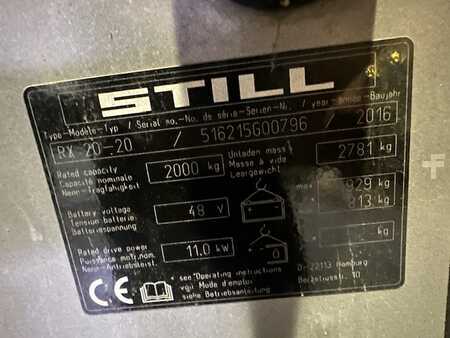 STILL
Type-Modele-Typ / Serial no.-No. de série-Serien-Nr. / year-année-Baujahr
RX 20-20 / 516215G00796 / 2016
Rated capacity
Capacité nominale
Nenn-Tragfähigkeit
2000 kg
Unladen mass
Masse à vide
Leergewicht
2781 kg
Battery voltage
Tension batterie
Batteriespannung
48 V
max 929 kg
813 kg
Rated drive power
Puissance motr.nom.
Nenn-Antriebsleist.
11.0 kW
kg
CE
* see "Operating instructions
voir Mode d'emploi
siehe Betriebsanleitung
D-22113 Hamburg
Berzeliusstr. 10